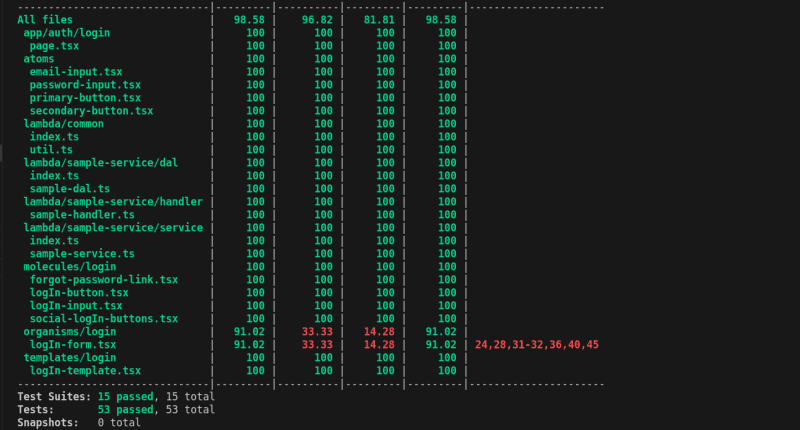 -------------------------------|---------|----------|---------|---------|----------------------
All files                      |   98.58 |    96.82 |   81.81 |   98.58 |
 app/auth/login                |     100 |      100 |     100 |     100 |
  page.tsx                     |     100 |      100 |     100 |     100 |
 atoms                         |     100 |      100 |     100 |     100 |
  email-input.tsx              |     100 |      100 |     100 |     100 |
  password-input.tsx           |     100 |      100 |     100 |     100 |
  primary-button.tsx           |     100 |      100 |     100 |     100 |
  secondary-button.tsx         |     100 |      100 |     100 |     100 |
 lambda/common                 |     100 |      100 |     100 |     100 |
  index.ts                     |     100 |      100 |     100 |     100 |
  util.ts                      |     100 |      100 |     100 |     100 |
 lambda/sample-service/dal     |     100 |      100 |     100 |     100 |
  index.ts                     |     100 |      100 |     100 |     100 |
  sample-dal.ts                |     100 |      100 |     100 |     100 |
 lambda/sample-service/handler |     100 |      100 |     100 |     100 |
  sample-handler.ts            |     100 |      100 |     100 |     100 |
 lambda/sample-service/service |     100 |      100 |     100 |     100 |
  index.ts                     |     100 |      100 |     100 |     100 |
  sample-service.ts            |     100 |      100 |     100 |     100 |
 molecules/login               |     100 |      100 |     100 |     100 |
  forgot-password-link.tsx     |     100 |      100 |     100 |     100 |
  logIn-button.tsx             |     100 |      100 |     100 |     100 |
  logIn-input.tsx              |     100 |      100 |     100 |     100 |
  social-logIn-buttons.tsx     |     100 |      100 |     100 |     100 |
 organisms/login               |   91.02 |    33.33 |   14.28 |   91.02 |
  logIn-form.tsx               |   91.02 |    33.33 |   14.28 |   91.02 | 24,28,31-32,36,40,45
 templates/login               |     100 |      100 |     100 |     100 |
  logIn-template.tsx           |     100 |      100 |     100 |     100 |
-------------------------------|---------|----------|---------|---------|----------------------
Test Suites: 15 passed, 15 total
Tests:       53 passed, 53 total
Snapshots:   0 total